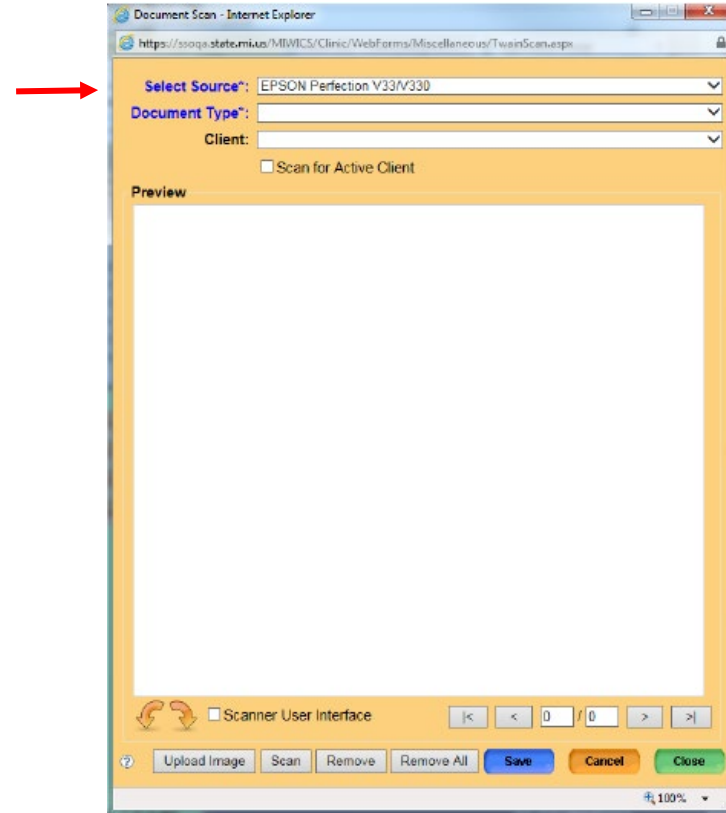 Document Scan - Internet Explorer
https://ssoqa.state.mi.us/MIWICS/Clinic/WebForms/Miscellaneous/TwainScan.aspx
Select Source*: EPSON Perfection V33/V330
Document Type*:
Client:
Scan for Active Client
Preview
Scanner User Interface |< < 0 / 0 > >|
? Upload Image Scan Remove Remove All Save Cancel Close
100%